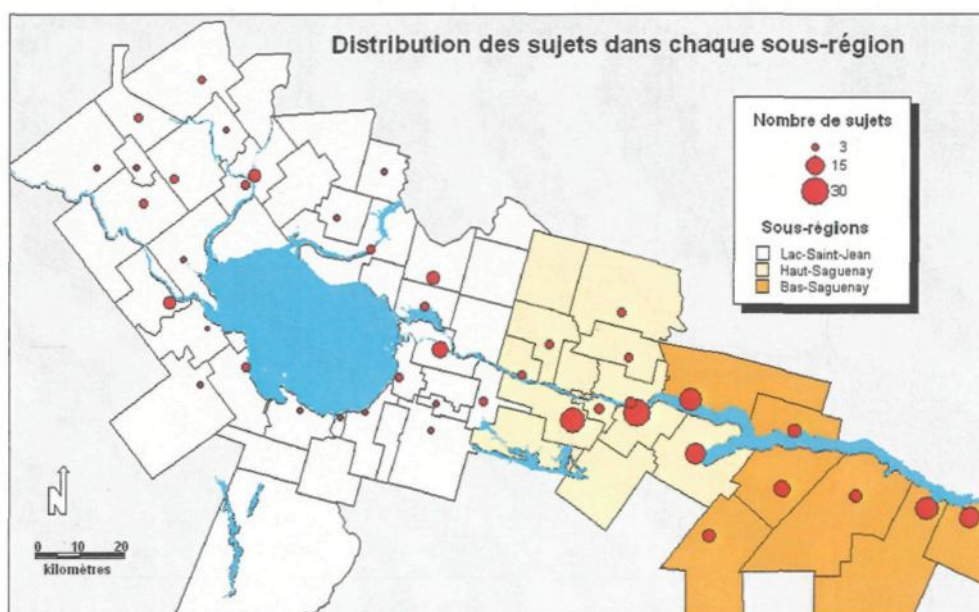 Distribution des sujets dans chaque sous-région
Nombre de sujets
3
15
30
Sous-régions
Lac-Saint-Jean
Haut-Saguenay
Bas-Saguenay
N
0 10 20
kilomètres